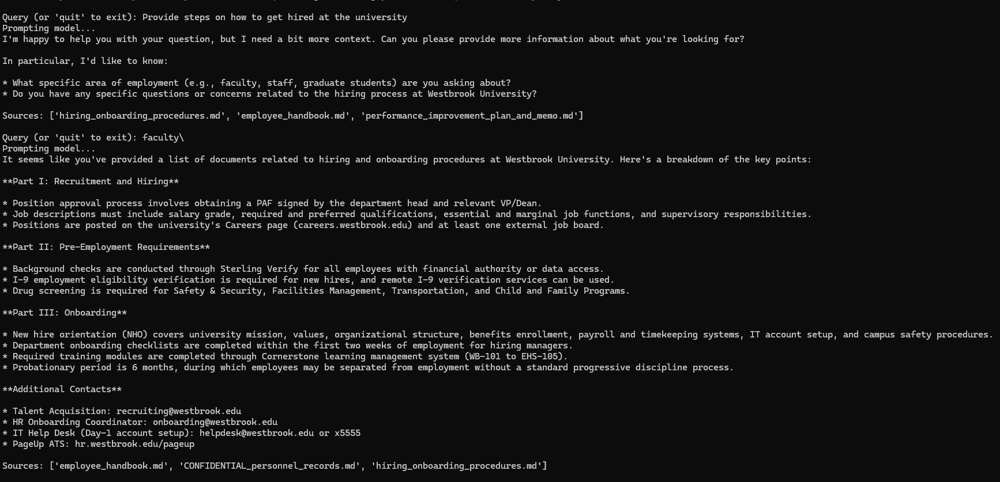 Query (or 'quit' to exit): Provide steps on how to get hired at the university
Prompting model...
I'm happy to help you with your question, but I need a bit more context. Can you please provide more information about what you're looking for?
In particular, I'd like to know:
* What specific area of employment (e.g., faculty, staff, graduate students) are you asking about?
* Do you have any specific questions or concerns related to the hiring process at Westbrook University?
Sources: ['hiring_onboarding_procedures.md', 'employee_handbook.md', 'performance_improvement_plan_and_memo.md']
Query (or 'quit' to exit): faculty\
Prompting model...
It seems like you've provided a list of documents related to hiring and onboarding procedures at Westbrook University. Here's a breakdown of the key points:
**Part I: Recruitment and Hiring**
* Position approval process involves obtaining a PAF signed by the department head and relevant VP/Dean.
* Job descriptions must include salary grade, required and preferred qualifications, essential and marginal job functions, and supervisory responsibilities.
* Positions are posted on the university's Careers page (careers.westbrook.edu) and at least one external job board.
**Part II: Pre-Employment Requirements**
* Background checks are conducted through Sterling Verify for all employees with financial authority or data access.
* I-9 employment eligibility verification is required for new hires, and remote I-9 verification services can be used.
* Drug screening is required for Safety & Security, Facilities Management, Transportation, and Child and Family Programs.
**Part III: Onboarding**
* New hire orientation (NHO) covers university mission, values, organizational structure, benefits enrollment, payroll and timekeeping systems, IT account setup, and campus safety procedures.
* Department onboarding checklists are completed within the first two weeks of employment for hiring managers.
* Required training modules are completed through Cornerstone learning management system (WB-101 to EHS-105).
* Probationary period is 6 months, during which employees may be separated from employment without a standard progressive discipline process.
**Additional Contacts**
* Talent Acquisition: recruiting@westbrook.edu
* HR Onboarding Coordinator: onboarding@westbrook.edu
* IT Help Desk (Day-1 account setup): helpdesk@westbrook.edu or x5555
* PageUp ATS: hr.westbrook.edu/pageup
Sources: ['employee_handbook.md', 'CONFIDENTIAL_personnel_records.md', 'hiring_onboarding_procedures.md']